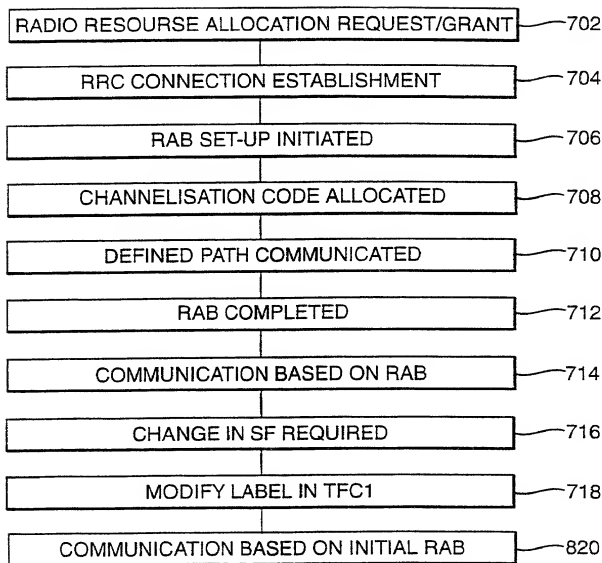 RADIO RESOURSE ALLOCATION REQUEST/GRANT 702
RRC CONNECTION ESTABLISHMENT 704
RAB SET-UP INITIATED 706
CHANNELISATION CODE ALLOCATED 708
DEFINED PATH COMMUNICATED 710
RAB COMPLETED 712
COMMUNICATION BASED ON RAB 714
CHANGE IN SF REQUIRED 716
MODIFY LABEL IN TFC1 718
COMMUNICATION BASED ON INITIAL RAB 820